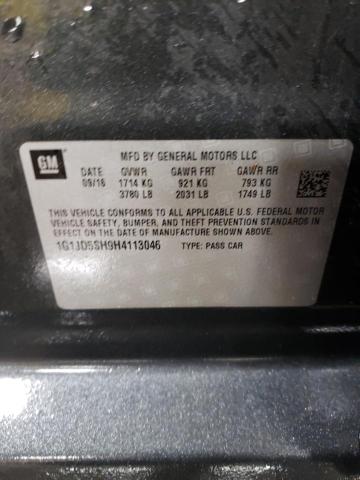 GM
MFD BY GENERAL MOTORS LLC
DATE GVWR GAWR FRT GAWR RR
09/16 1714 KG 921 KG 793 KG
3780 LB 2031 LB 1749 LB
THIS VEHICLE CONFORMS TO ALL APPLICABLE U.S. FEDERAL MOTOR
VEHICLE SAFETY, BUMPER, AND THEFT PREVENTION STANDARDS
IN EFFECT ON THE DATE OF MANUFACTURE SHOWN ABOVE.
1G1JD5SH9H4113046 TYPE: PASS CAR